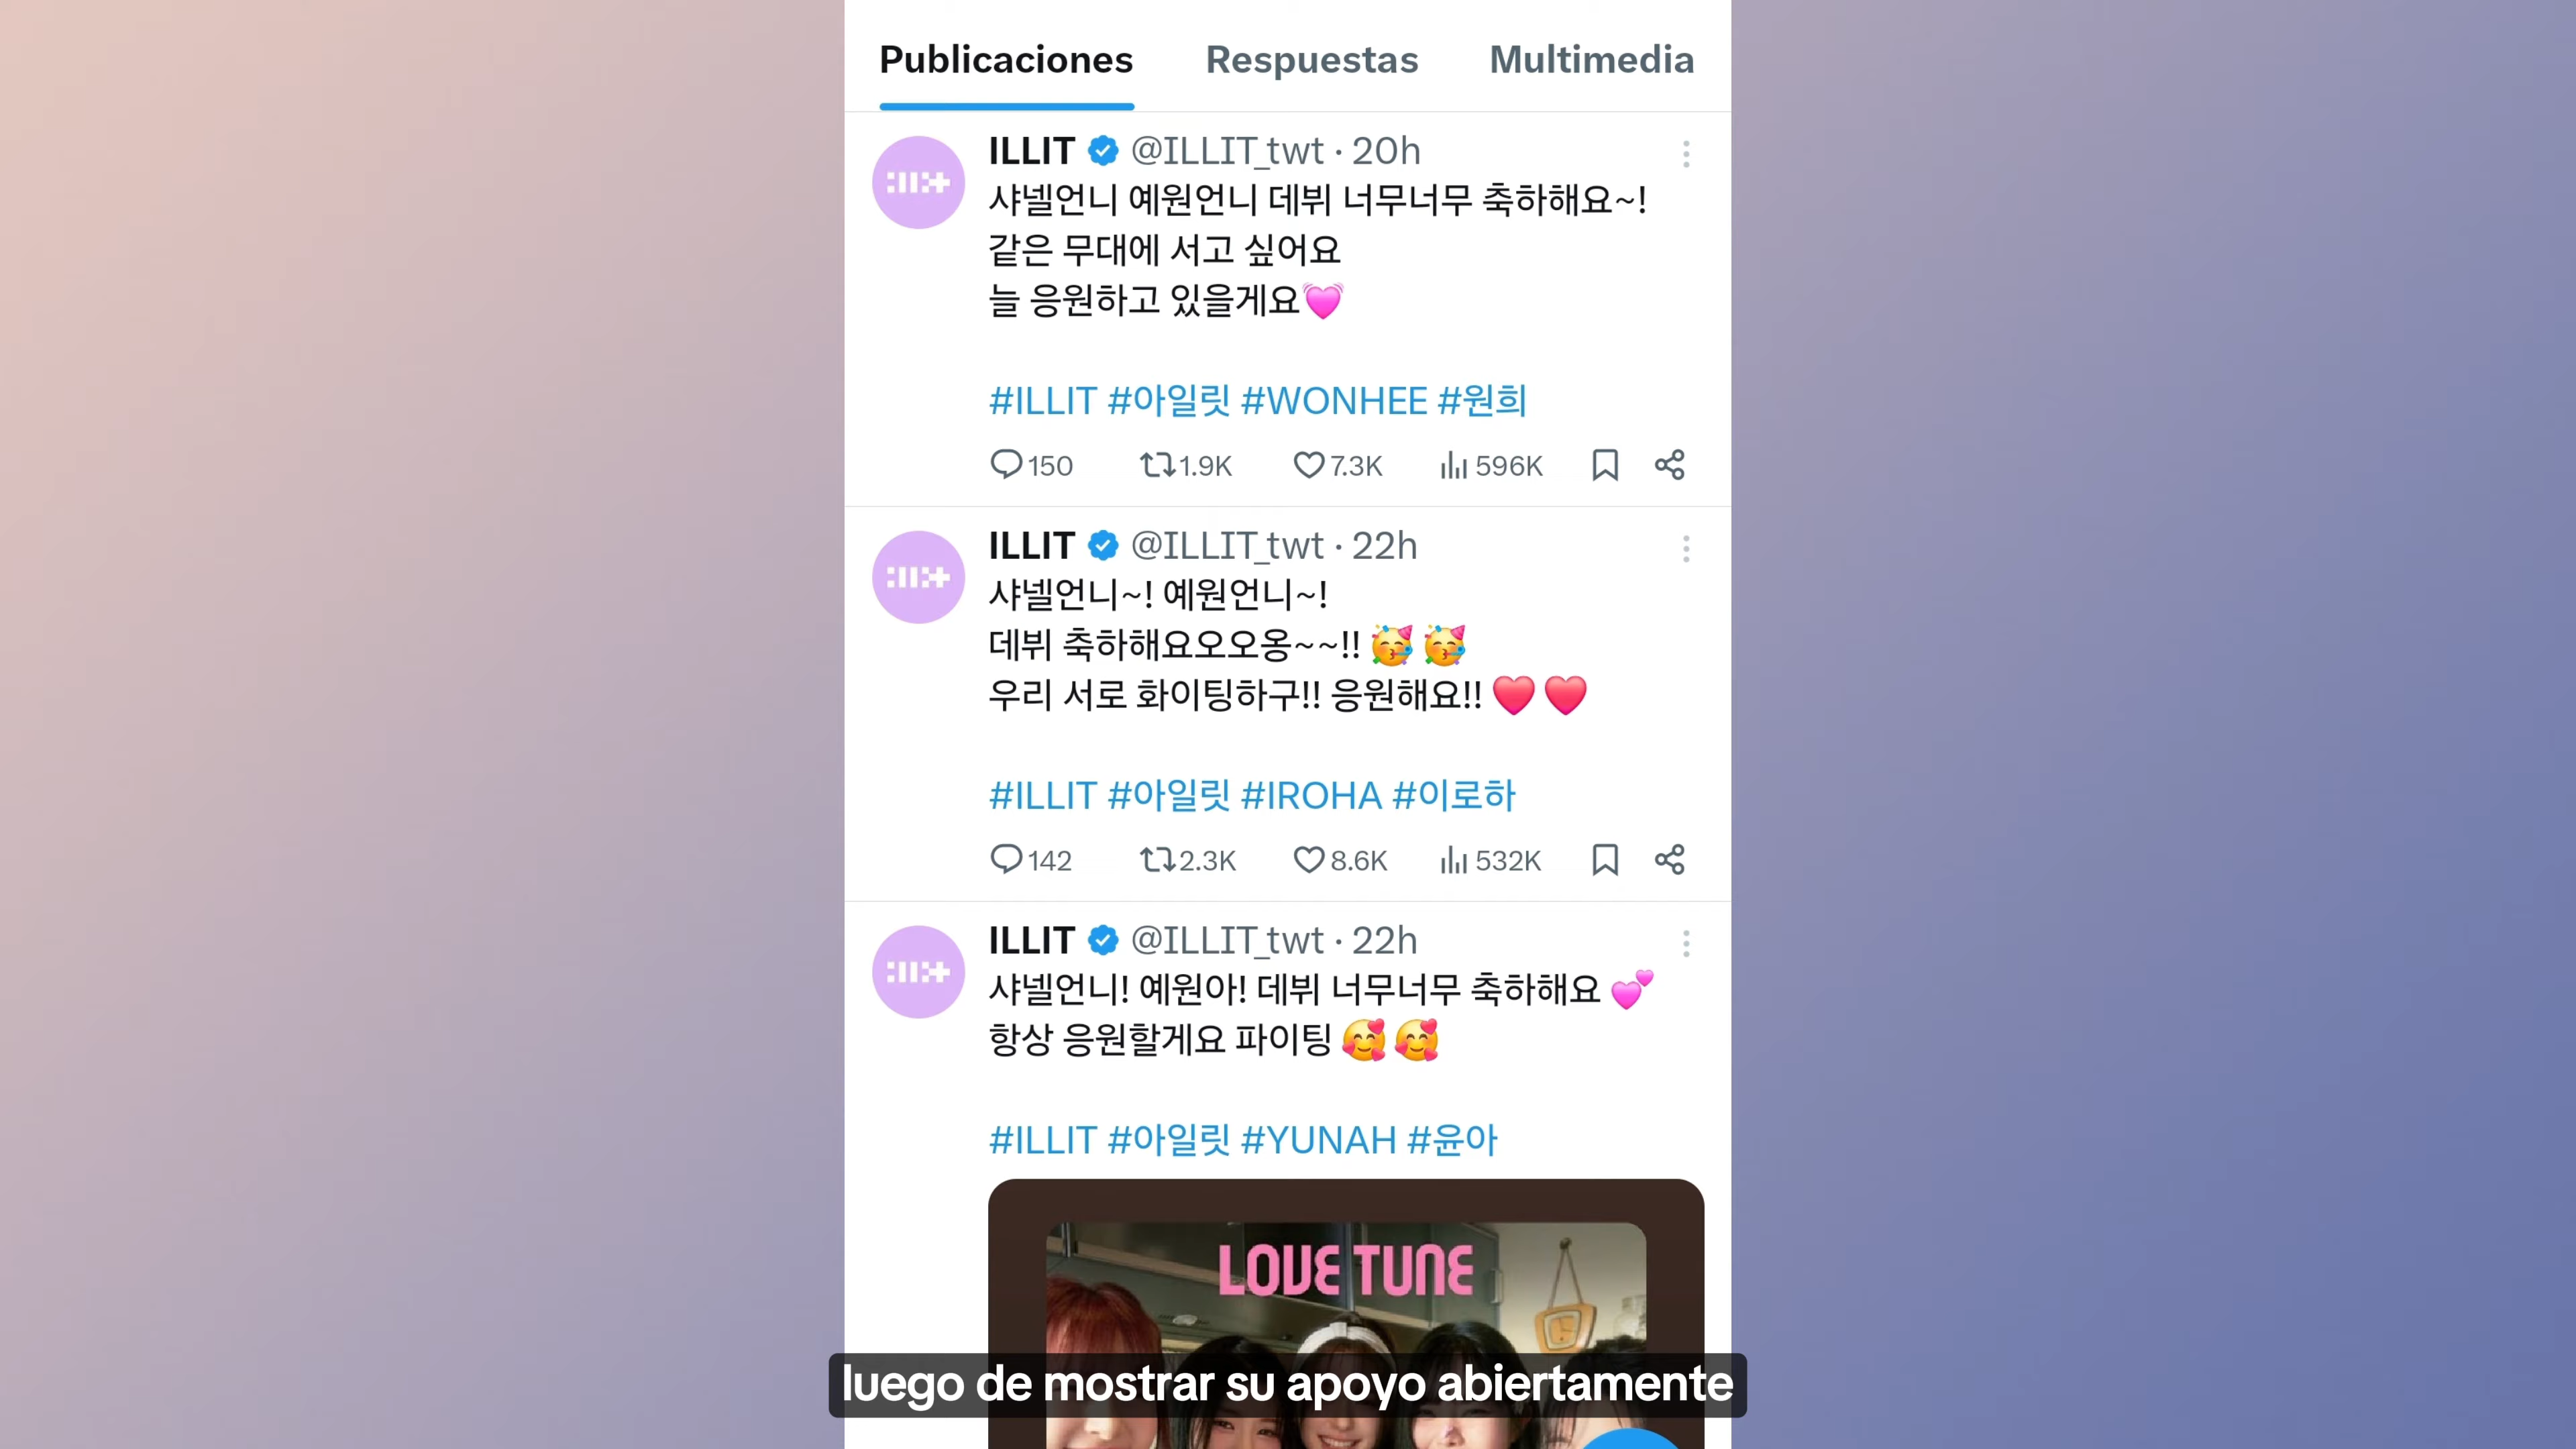 Publicaciones Respuestas Multimedia
ILLIT @ILLIT_twt · 20h
샤넬언니 예원언니 데뷔 너무너무 축하해요~!
같은 무대에 서고 싶어요
늘 응원하고 있을게요💓
#ILLIT #아일릿 #WONHEE #원희
150 1.9K 7.3K 596K
ILLIT @ILLIT_twt · 22h
샤넬언니~! 예원언니~!
데뷔 축하해요오오옹~~!! 🥳🥳
우리 서로 화이팅하구!! 응원해요!! ❤️❤️
#ILLIT #아일릿 #IROHA #이로하
142 2.3K 8.6K 532K
ILLIT @ILLIT_twt · 22h
샤넬언니! 예원아! 데뷔 너무너무 축하해요 💕
항상 응원할게요 파이팅 🥰🥰
#ILLIT #아일릿 #YUNAH #윤아
LOVE TUNE
luego de mostrar su apoyo abiertamente